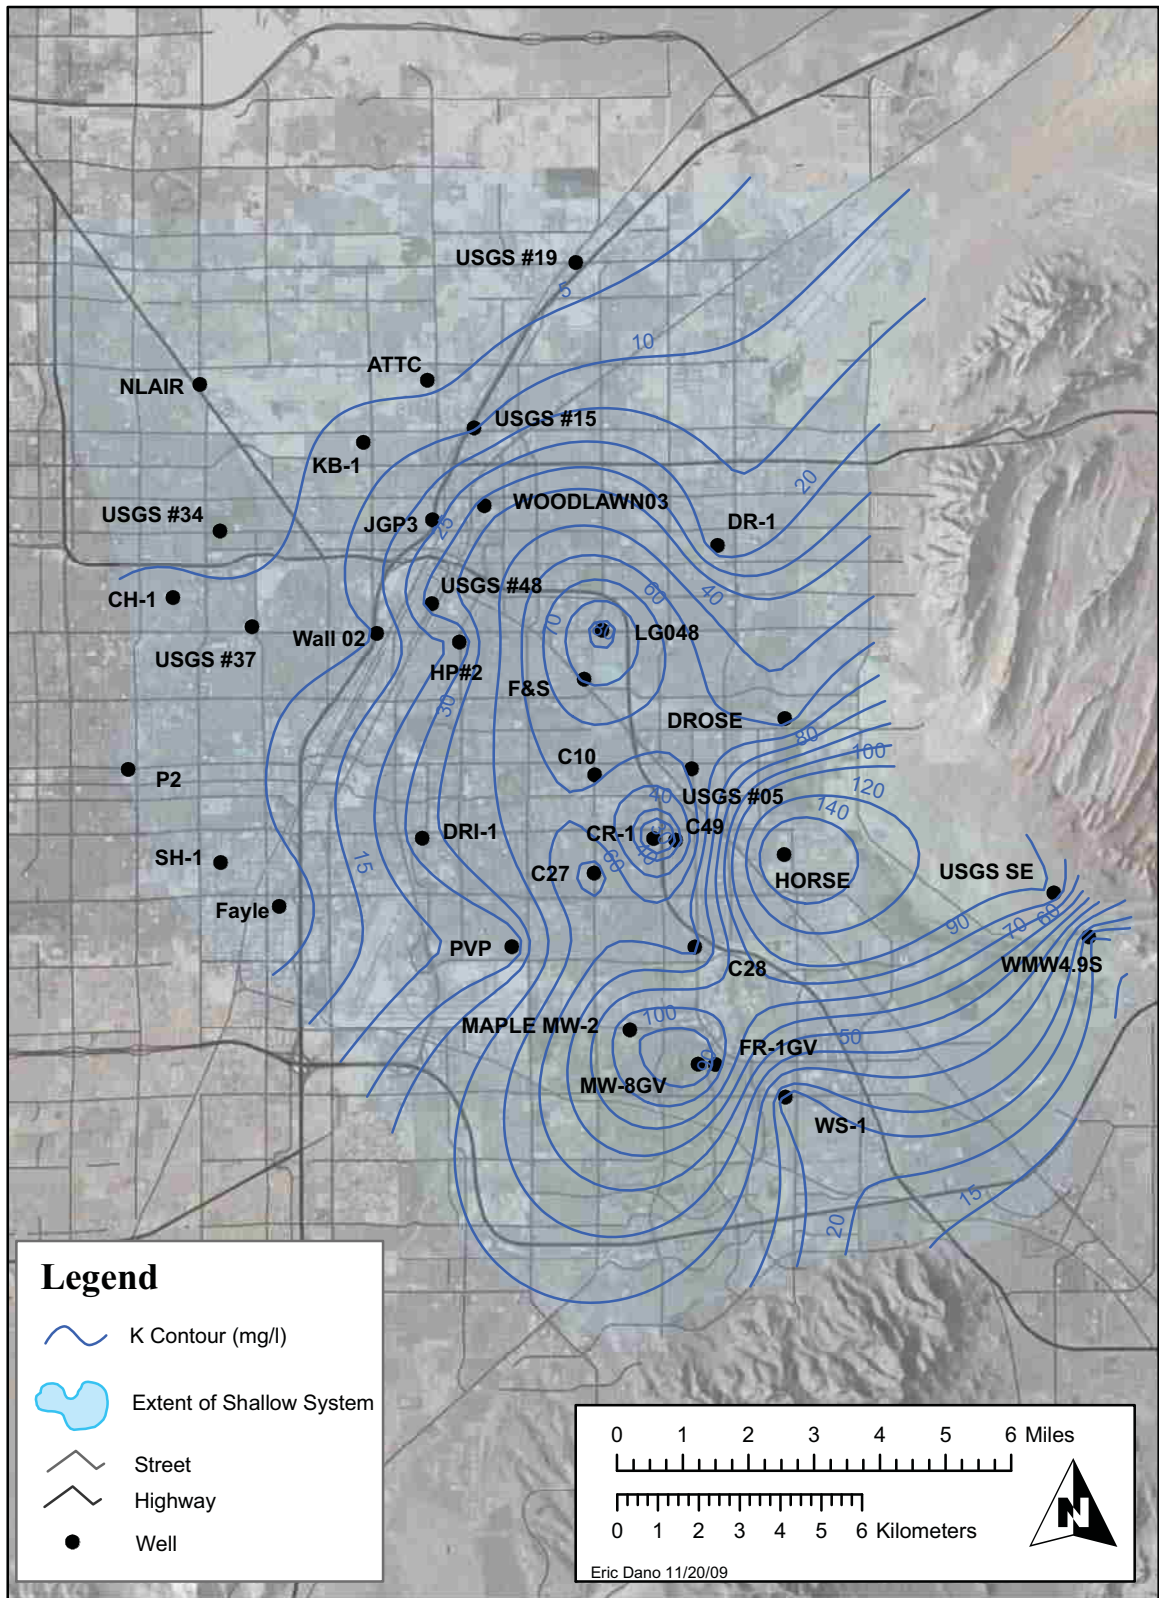 USGS #19
5
10
ATTC
NLAIR
USGS #15
KB-1
20
WOODLAWN03
USGS #34
JGP3
25
DR-1
CH-1
USGS #48
60
40
70
LG048
Wall 02
USGS #37
HP#2
F&S
30
DROSE
80
100
C10
P2
120
USGS #05
40
140
DRI-1
CR-1
C49
40
60
15
SH-1
C27
HORSE
USGS SE
Fayle
90
70
60
PVP
C28
WMW4.9S
MAPLE MW-2
100
50
FR-1GV
MW-8GV
WS-1
15
20
Legend
K Contour (mg/l)
Extent of Shallow System
Street
Highway
Well
0 1 2 3 4 5 6 Miles
0 1 2 3 4 5 6 Kilometers
N
Eric Dano 11/20/09